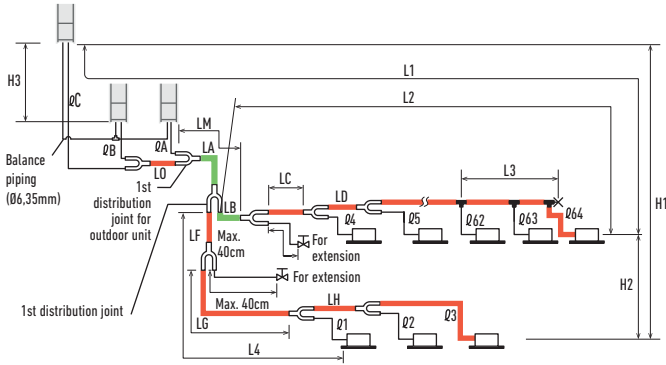 L1
H3
L2
ℓC
LM
ℓB
ℓA
LA
L3
Balance
piping
(Ø6,35mm)
LO
1st
distribution
joint for
outdoor unit
LB
LC
LD
ℓ4
ℓ5
ℓ62
ℓ63
ℓ64
H1
LF
Max.
40cm
For
extension
For extension
H2
1st distribution joint
Max. 40cm
LG
LH
ℓ1
ℓ2
ℓ3
L4